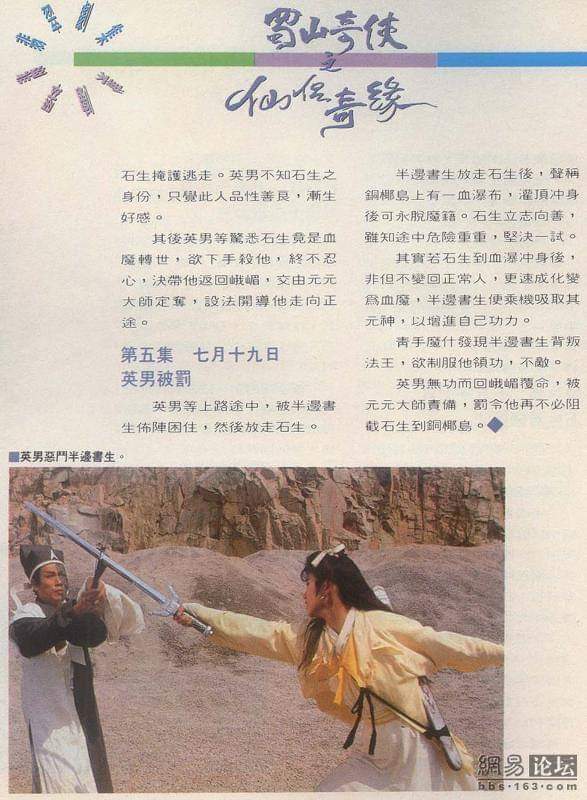 蜀山奇俠
之
仙侶奇緣
石生掩護逃走。英男不知石生之
身份，只覺此人品性善良，漸生
好感。
其後英男等驚悉石生竟是血
魔轉世，欲下手殺他，終不忍
心，決帶他返回峨嵋，交由元元
大師定奪，設法開導他走向正
途。
第五集 七月十九日
英男被罰
英男等上路途中，被半邊書
生佈陣困住，然後放走石生。
半邊書生放走石生後，聲稱
銅椰島上有一血瀑布，灌頂冲身
後可永脫魔籍。石生立志向善，
雖知途中危險重重，堅決一試。
其實若石生到血瀑冲身後，
非但不變回正常人，更速成化變
爲血魔，半邊書生便乘機吸取其
元神，以增進自己功力。
青手魔什發現半邊書生背叛
法王，欲制服他領功，不敵。
英男無功而回峨嵋覆命，被
元元大師責備，罰令他再不必阻
截石生到銅椰島。◆
■英男惡鬥半邊書生。
網易论坛
bbs.163.com